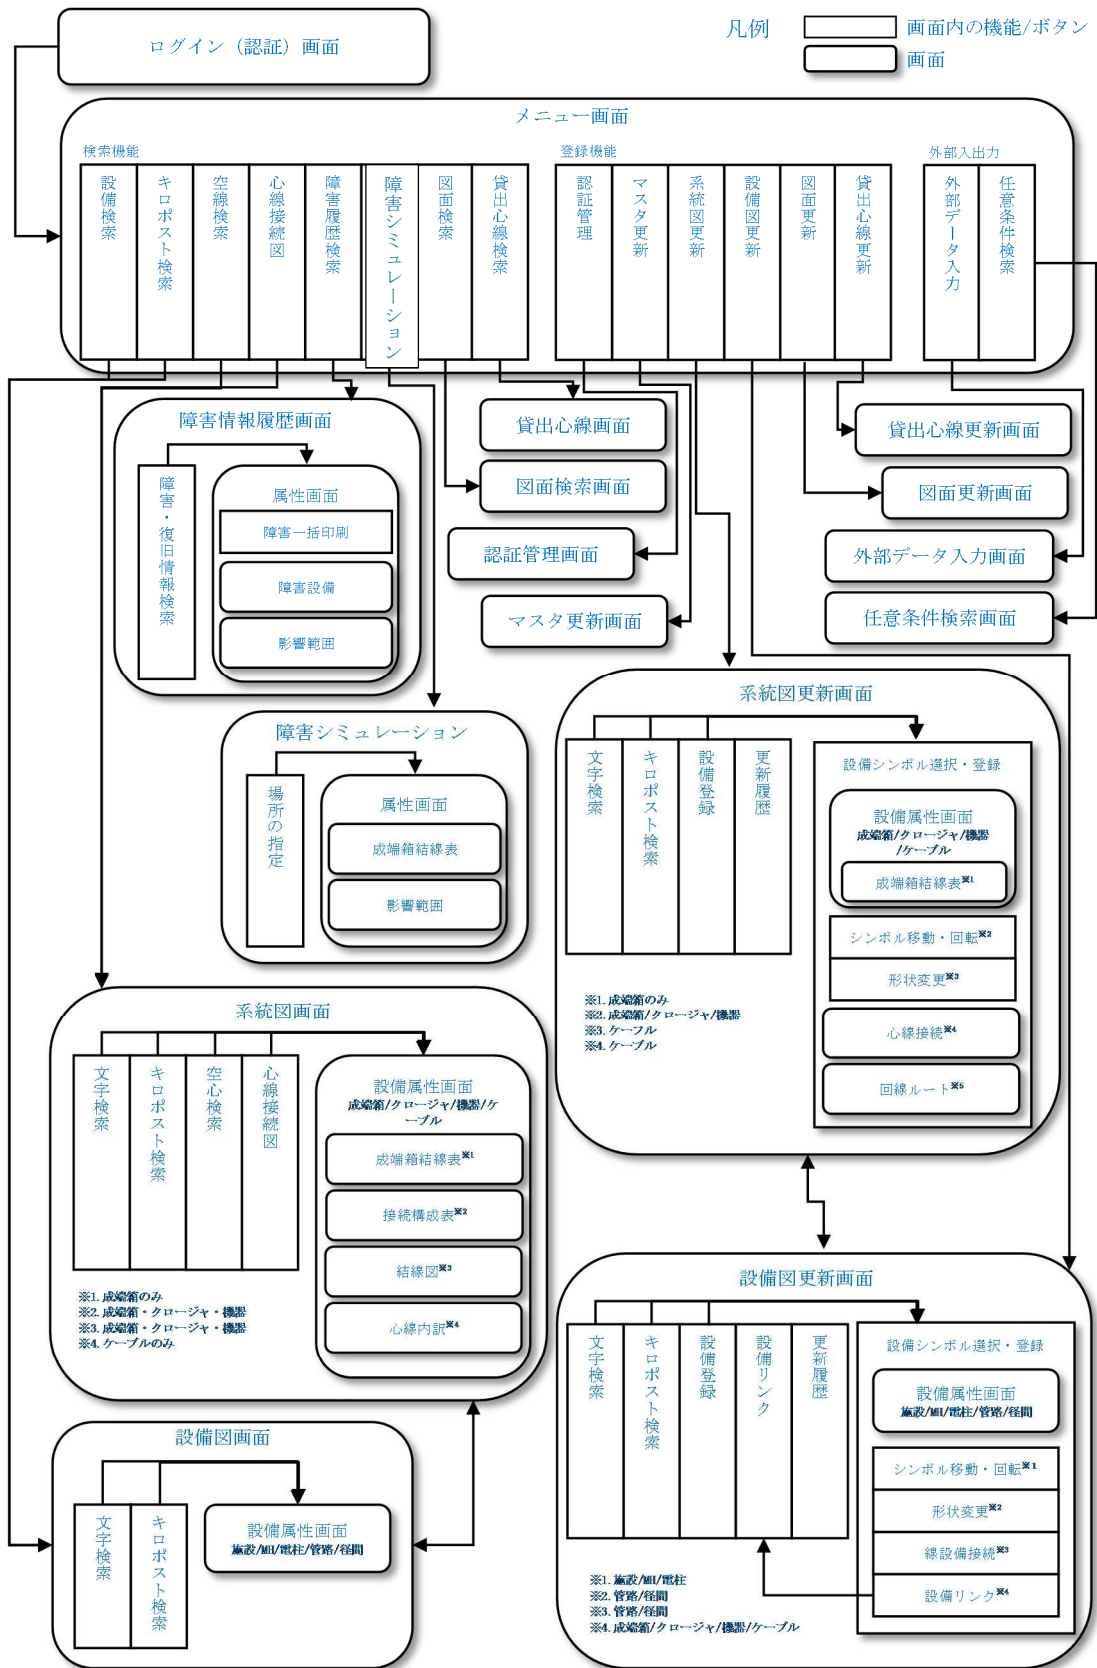 ログイン（認証）画面
凡例
画面内の機能/ボタン
画面
メニュー画面
検索機能
設備検索
キロポスト検索
空線検索
心線接続図
障害履歴検索
障害シミュレーション
図面検索
貸出心線検索
登録機能
認証管理
マスタ更新
系統図更新
設備図更新
図面更新
貸出心線更新
外部入出力
外部データ入力
任意条件検索
障害情報履歴画面
障害・復旧情報検索
属性画面
障害一括印刷
障害設備
影響範囲
貸出心線画面
図面検索画面
認証管理画面
マスタ更新画面
貸出心線更新画面
図面更新画面
外部データ入力画面
任意条件検索画面
障害シミュレーション
場所の指定
属性画面
成端箱結線表
影響範囲
系統図更新画面
文字検索
キロポスト検索
設備登録
更新履歴
設備シンボル選択・登録
設備属性画面
成端箱/クロージャ/機器
/ケーブル
成端箱結線表※1
シンボル移動・回転※2
形状変更※3
心線接続※4
回線ルート※5
※1. 成端箱のみ
※2. 成端箱/クロージャ/機器
※3. ケーブル
※4. ケーブル
系統図画面
文字検索
キロポスト検索
空心検索
心線接続図
設備属性画面
成端箱/クロージャ/機器/ケ
ーブル
成端箱結線表※1
接続構成表※2
結線図※3
心線内訳※4
※1. 成端箱のみ
※2. 成端箱・クロージャ・機器
※3. 成端箱・クロージャ・機器
※4. ケーブルのみ
設備図画面
文字検索
キロポスト検索
設備属性画面
施設/MH/電柱/管路/径間
設備図更新画面
文字検索
キロポスト検索
設備登録
設備リンク
更新履歴
設備シンボル選択・登録
設備属性画面
施設/MH/電柱/管路/径間
シンボル移動・回転※1
形状変更※2
線設備接続※3
設備リンク※4
※1. 施設/MH/電柱
※2. 管路/径間
※3. 管路/径間
※4. 成端箱/クロージャ/機器/ケーブル